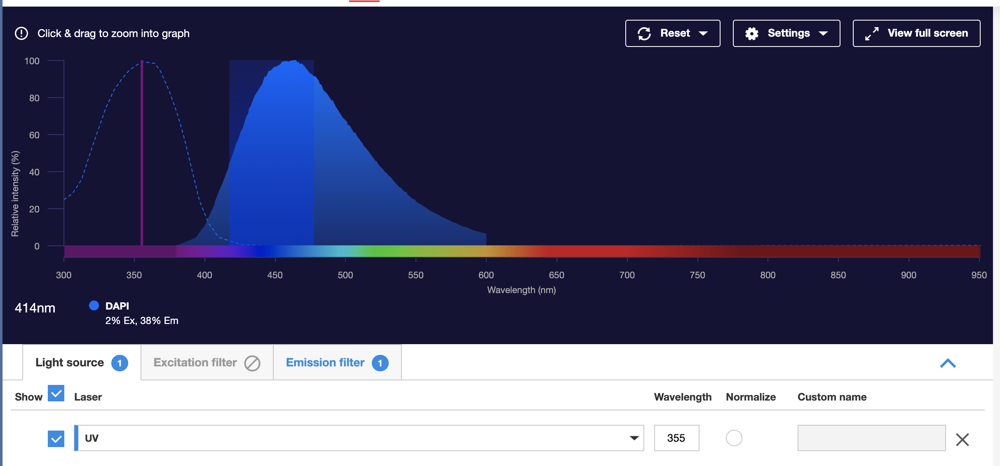 Click & drag to zoom into graph
Reset
Settings
View full screen
100
80
60
40
20
0
Relative intensity (%)
300 350 400 450 500 550 600 650 700 750 800 850 900 950
Wavelength (nm)
414nm
DAPI
2% Ex, 38% Em
Light source 1
Excitation filter
Emission filter 1
Show Laser Wavelength Normalize Custom name
UV 355